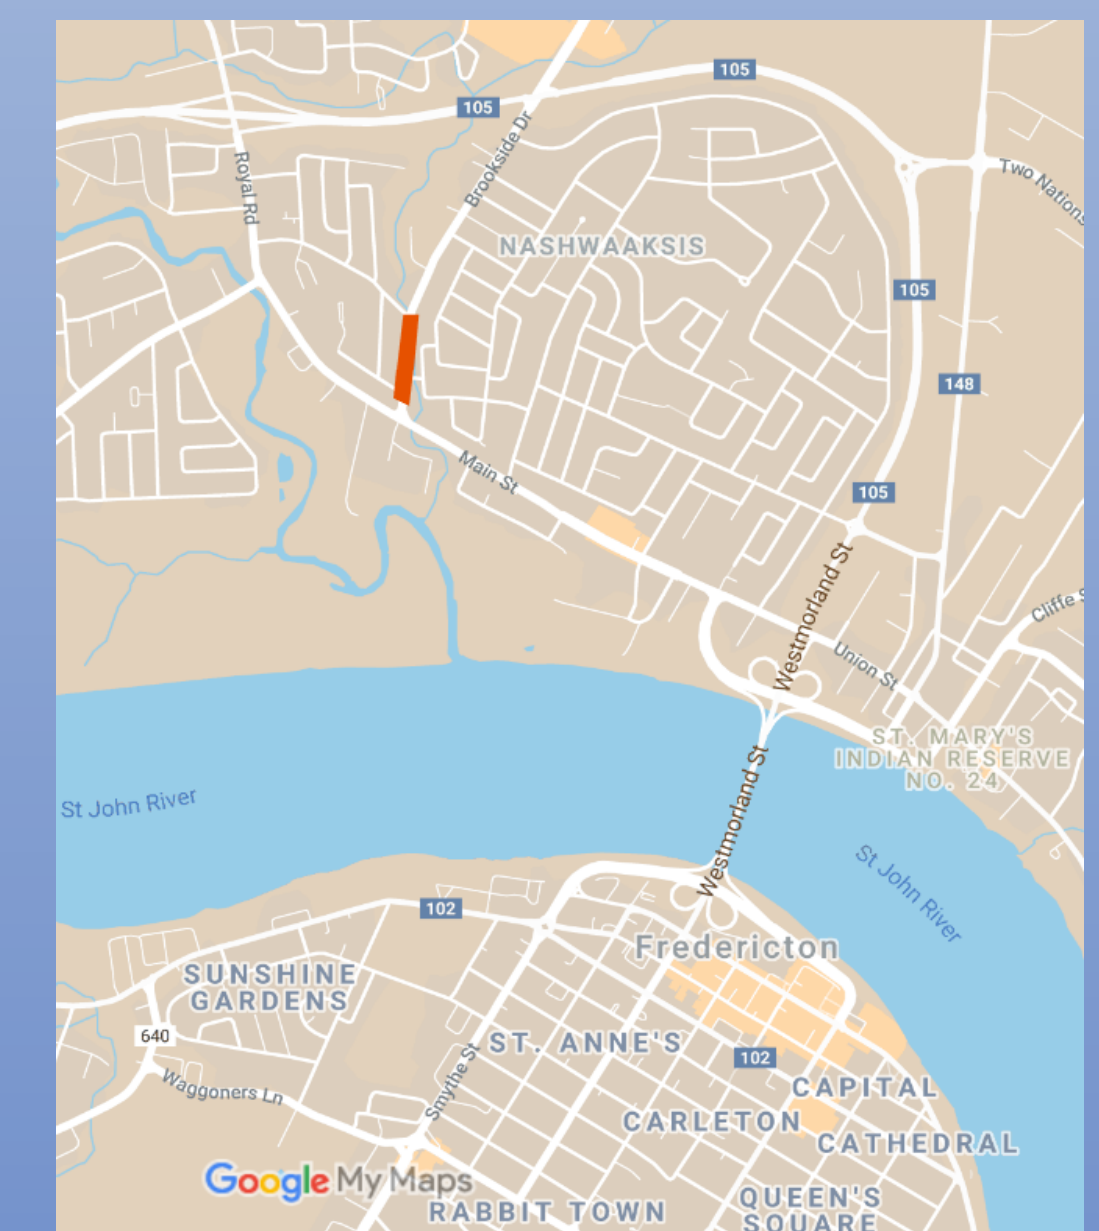 105
105
Brookside Dr
Royal Rd
Two Nations
NASHWAAKSIS
105
148
Main St
105
Westmorland St
Cliffe S
Union St
ST. MARY'S
INDIAN RESERVE
NO. 24
Westmorland St
St John River
St John River
102
Fredericton
SUNSHINE
GARDENS
640
ST. ANNE'S
102
Smythe St
Waggoners Ln
CAPITAL
CARLETON
CATHEDRAL
Google My Maps
RABBIT TOWN
QUEEN'S
SQUARE